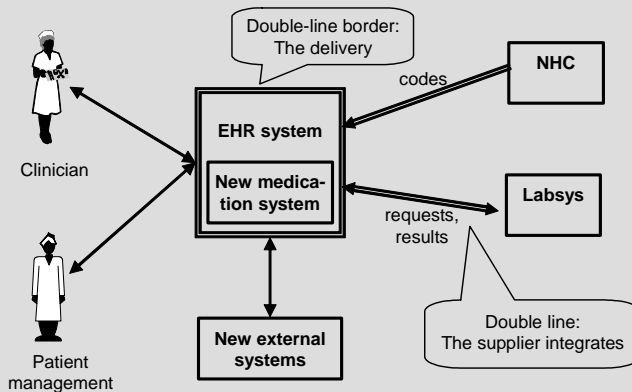 Double-line border:
The delivery
NHC
codes
EHR system
Clinician
New medica-
tion system
Labsys
requests,
results
New external
systems
Double line:
The supplier integrates
Patient
management